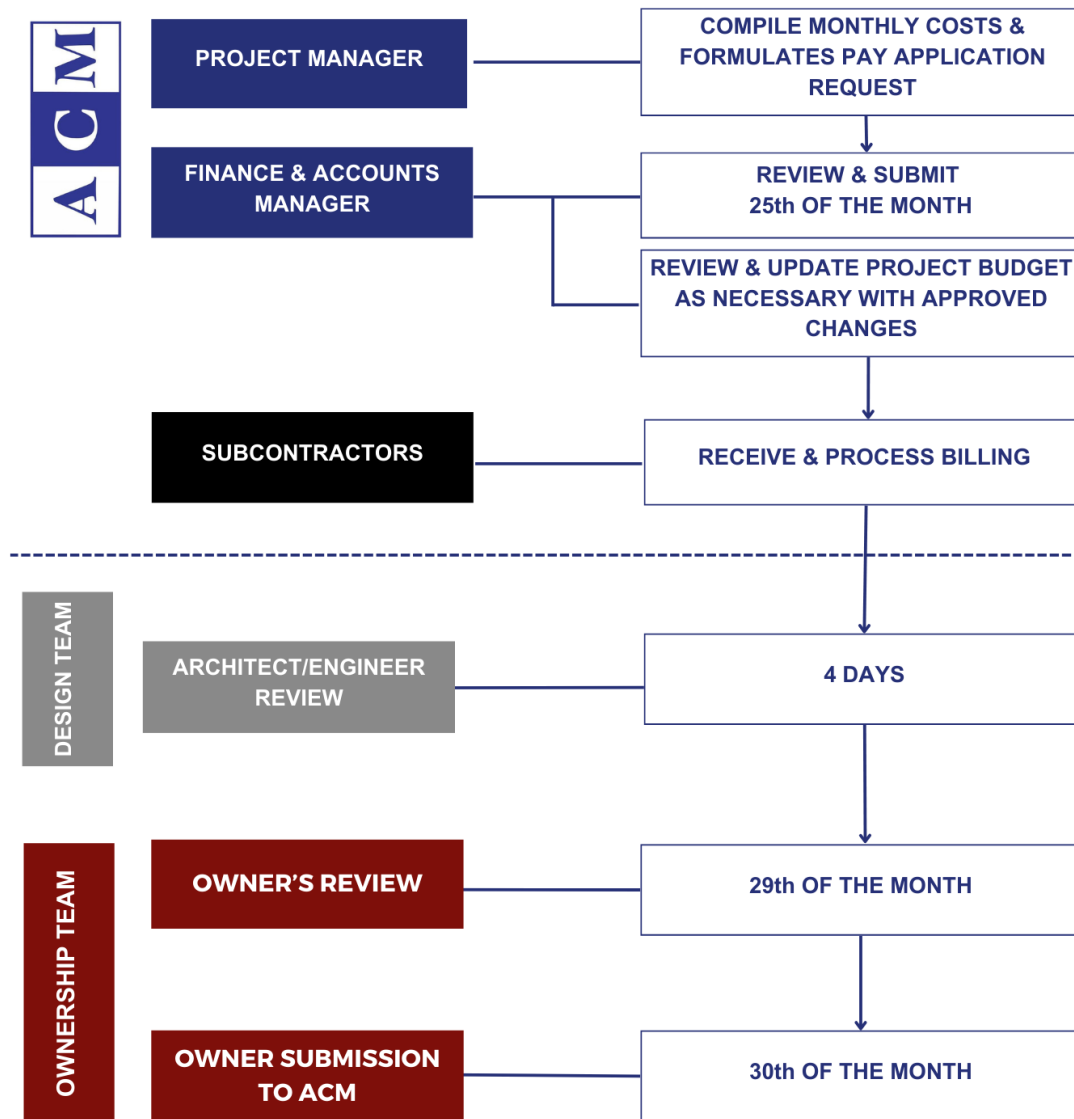 ACM
PROJECT MANAGER
COMPILE MONTHLY COSTS &
FORMULATES PAY APPLICATION
REQUEST
FINANCE & ACCOUNTS
MANAGER
REVIEW & SUBMIT
25th OF THE MONTH
REVIEW & UPDATE PROJECT BUDGET
AS NECESSARY WITH APPROVED
CHANGES
SUBCONTRACTORS
RECEIVE & PROCESS BILLING
DESIGN TEAM
ARCHITECT/ENGINEER
REVIEW
4 DAYS
OWNERSHIP TEAM
OWNER’S REVIEW
29th OF THE MONTH
OWNER SUBMISSION
TO ACM
30th OF THE MONTH